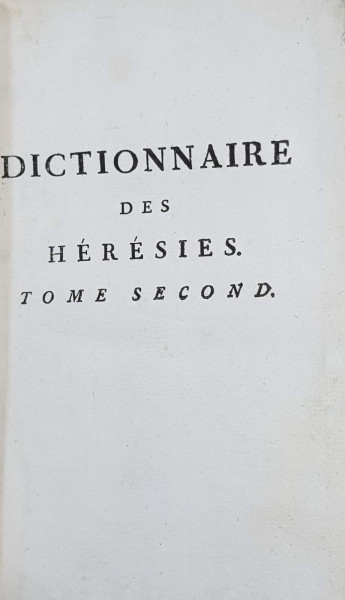 DICTIONNAIRE
DES
HÉRÉSIES.
TOME SECOND.